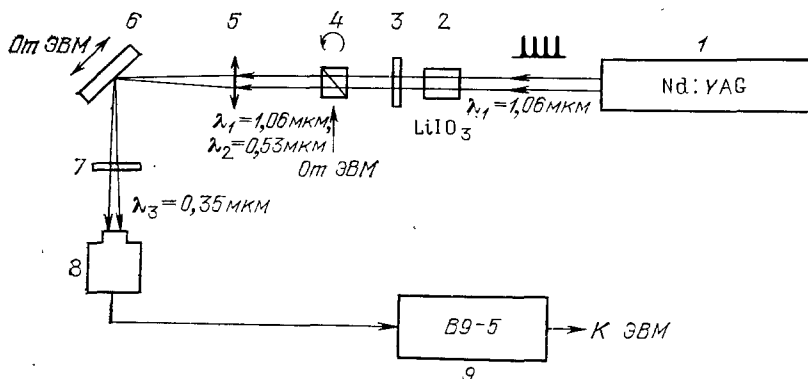 От ЭВМ
6
5
4
3
2
1
Nd:YAG
λ1=1,06мкм
LiIO3
λ1=1,06мкм,
λ2=0,53мкм
От ЭВМ
7
λ3=0,35мкм
8
В9-5
К ЭВМ
9